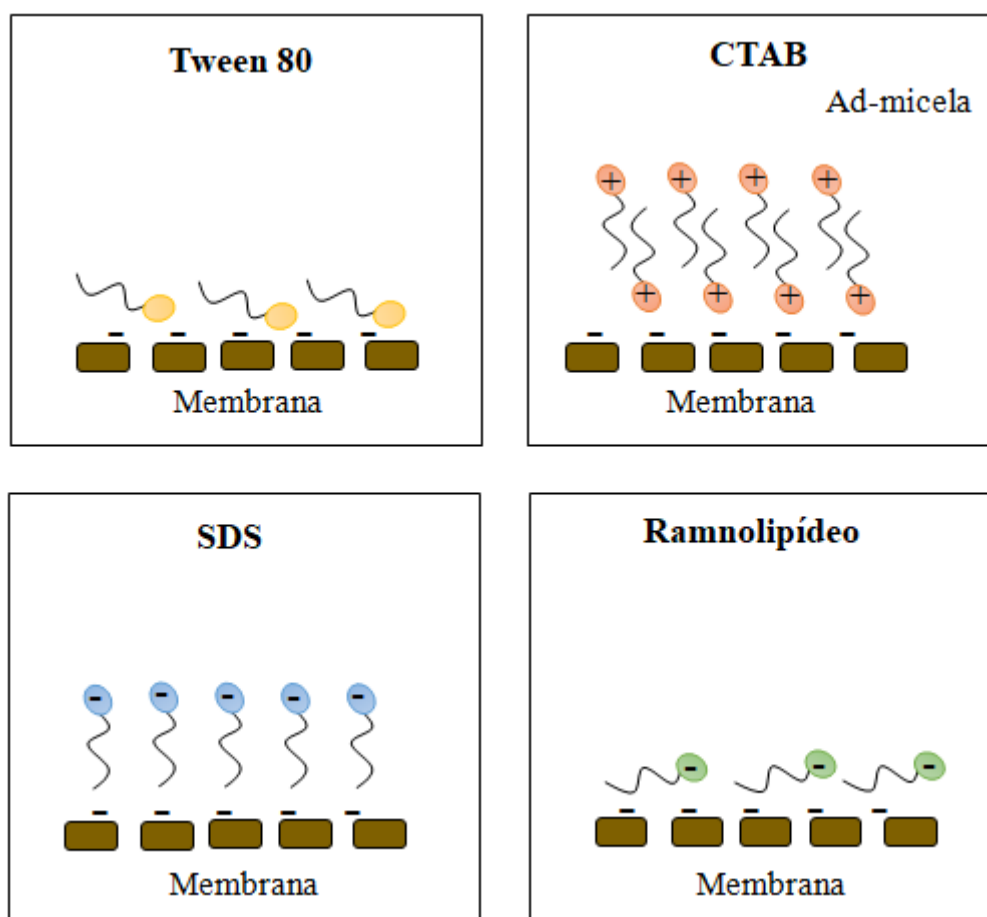 Tween 80
Membrana
CTAB
Ad-micela
+ + + +
+ + + +
- - - - -
Membrana
SDS
- - - - -
- - - - -
Membrana
Ramnolipídeo
- - -
- - - - -
Membrana